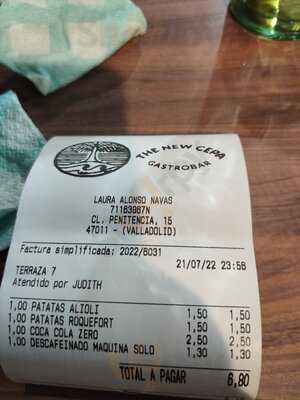 THE NEW CEPA
GASTROBAR
LAURA ALONSO NAVAS
71163967N
CL. PENITENCIA, 15
47011 - (VALLADOLID)
Factura simplificada: 2022/6031
21/07/22 23:56
TERRAZA 7
Atendido por JUDITH
1,00 PATATAS ALIOLI 1,50 1,50
1,00 PATATAS ROQUEFORT 1,50 1,50
1,00 COCA COLA ZERO 2,50 2,50
1,00 DESCAFEINADO MAQUINA SOLO 1,30 1,30
TOTAL A PAGAR 6,80